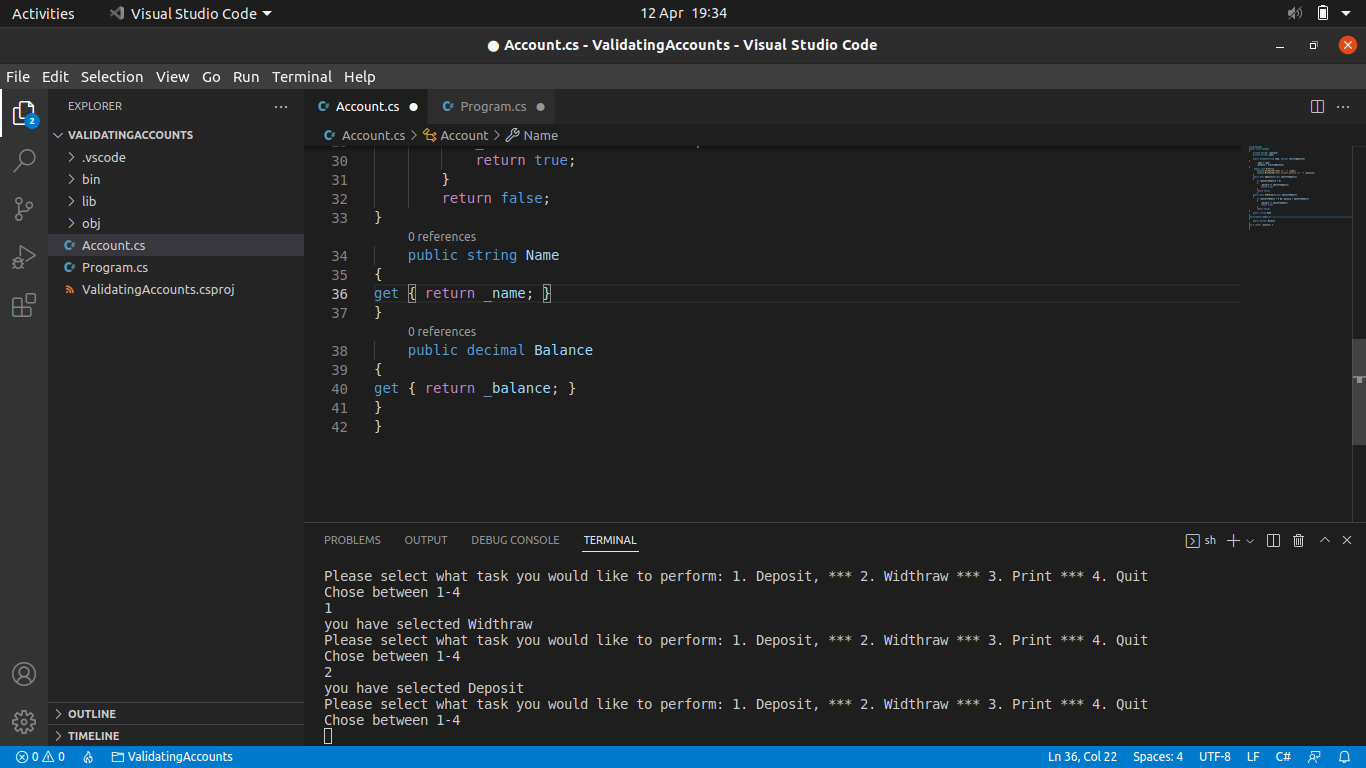 Activities Visual Studio Code 12 Apr 19:34
Account.cs - ValidatingAccounts - Visual Studio Code
File Edit Selection View Go Run Terminal Help
EXPLORER
VALIDATINGACCOUNTS
.vscode
bin
lib
obj
Account.cs
Program.cs
ValidatingAccounts.csproj
OUTLINE
TIMELINE
2
Account.cs Program.cs
Account.cs > Account > Name
30 return true;
31 }
32 return false;
33 }
0 references
34 public string Name
35 {
36 get { return _name; }
37 }
0 references
38 public decimal Balance
39 {
40 get { return _balance; }
41 }
42 }
PROBLEMS OUTPUT DEBUG CONSOLE TERMINAL sh
Please select what task you would like to perform: 1. Deposit, *** 2. Widthraw *** 3. Print *** 4. Quit
Chose between 1-4
1
you have selected Widthraw
Please select what task you would like to perform: 1. Deposit, *** 2. Widthraw *** 3. Print *** 4. Quit
Chose between 1-4
2
you have selected Deposit
Please select what task you would like to perform: 1. Deposit, *** 2. Widthraw *** 3. Print *** 4. Quit
Chose between 1-4
0 0 ValidatingAccounts Ln 36, Col 22 Spaces: 4 UTF-8 LF C#